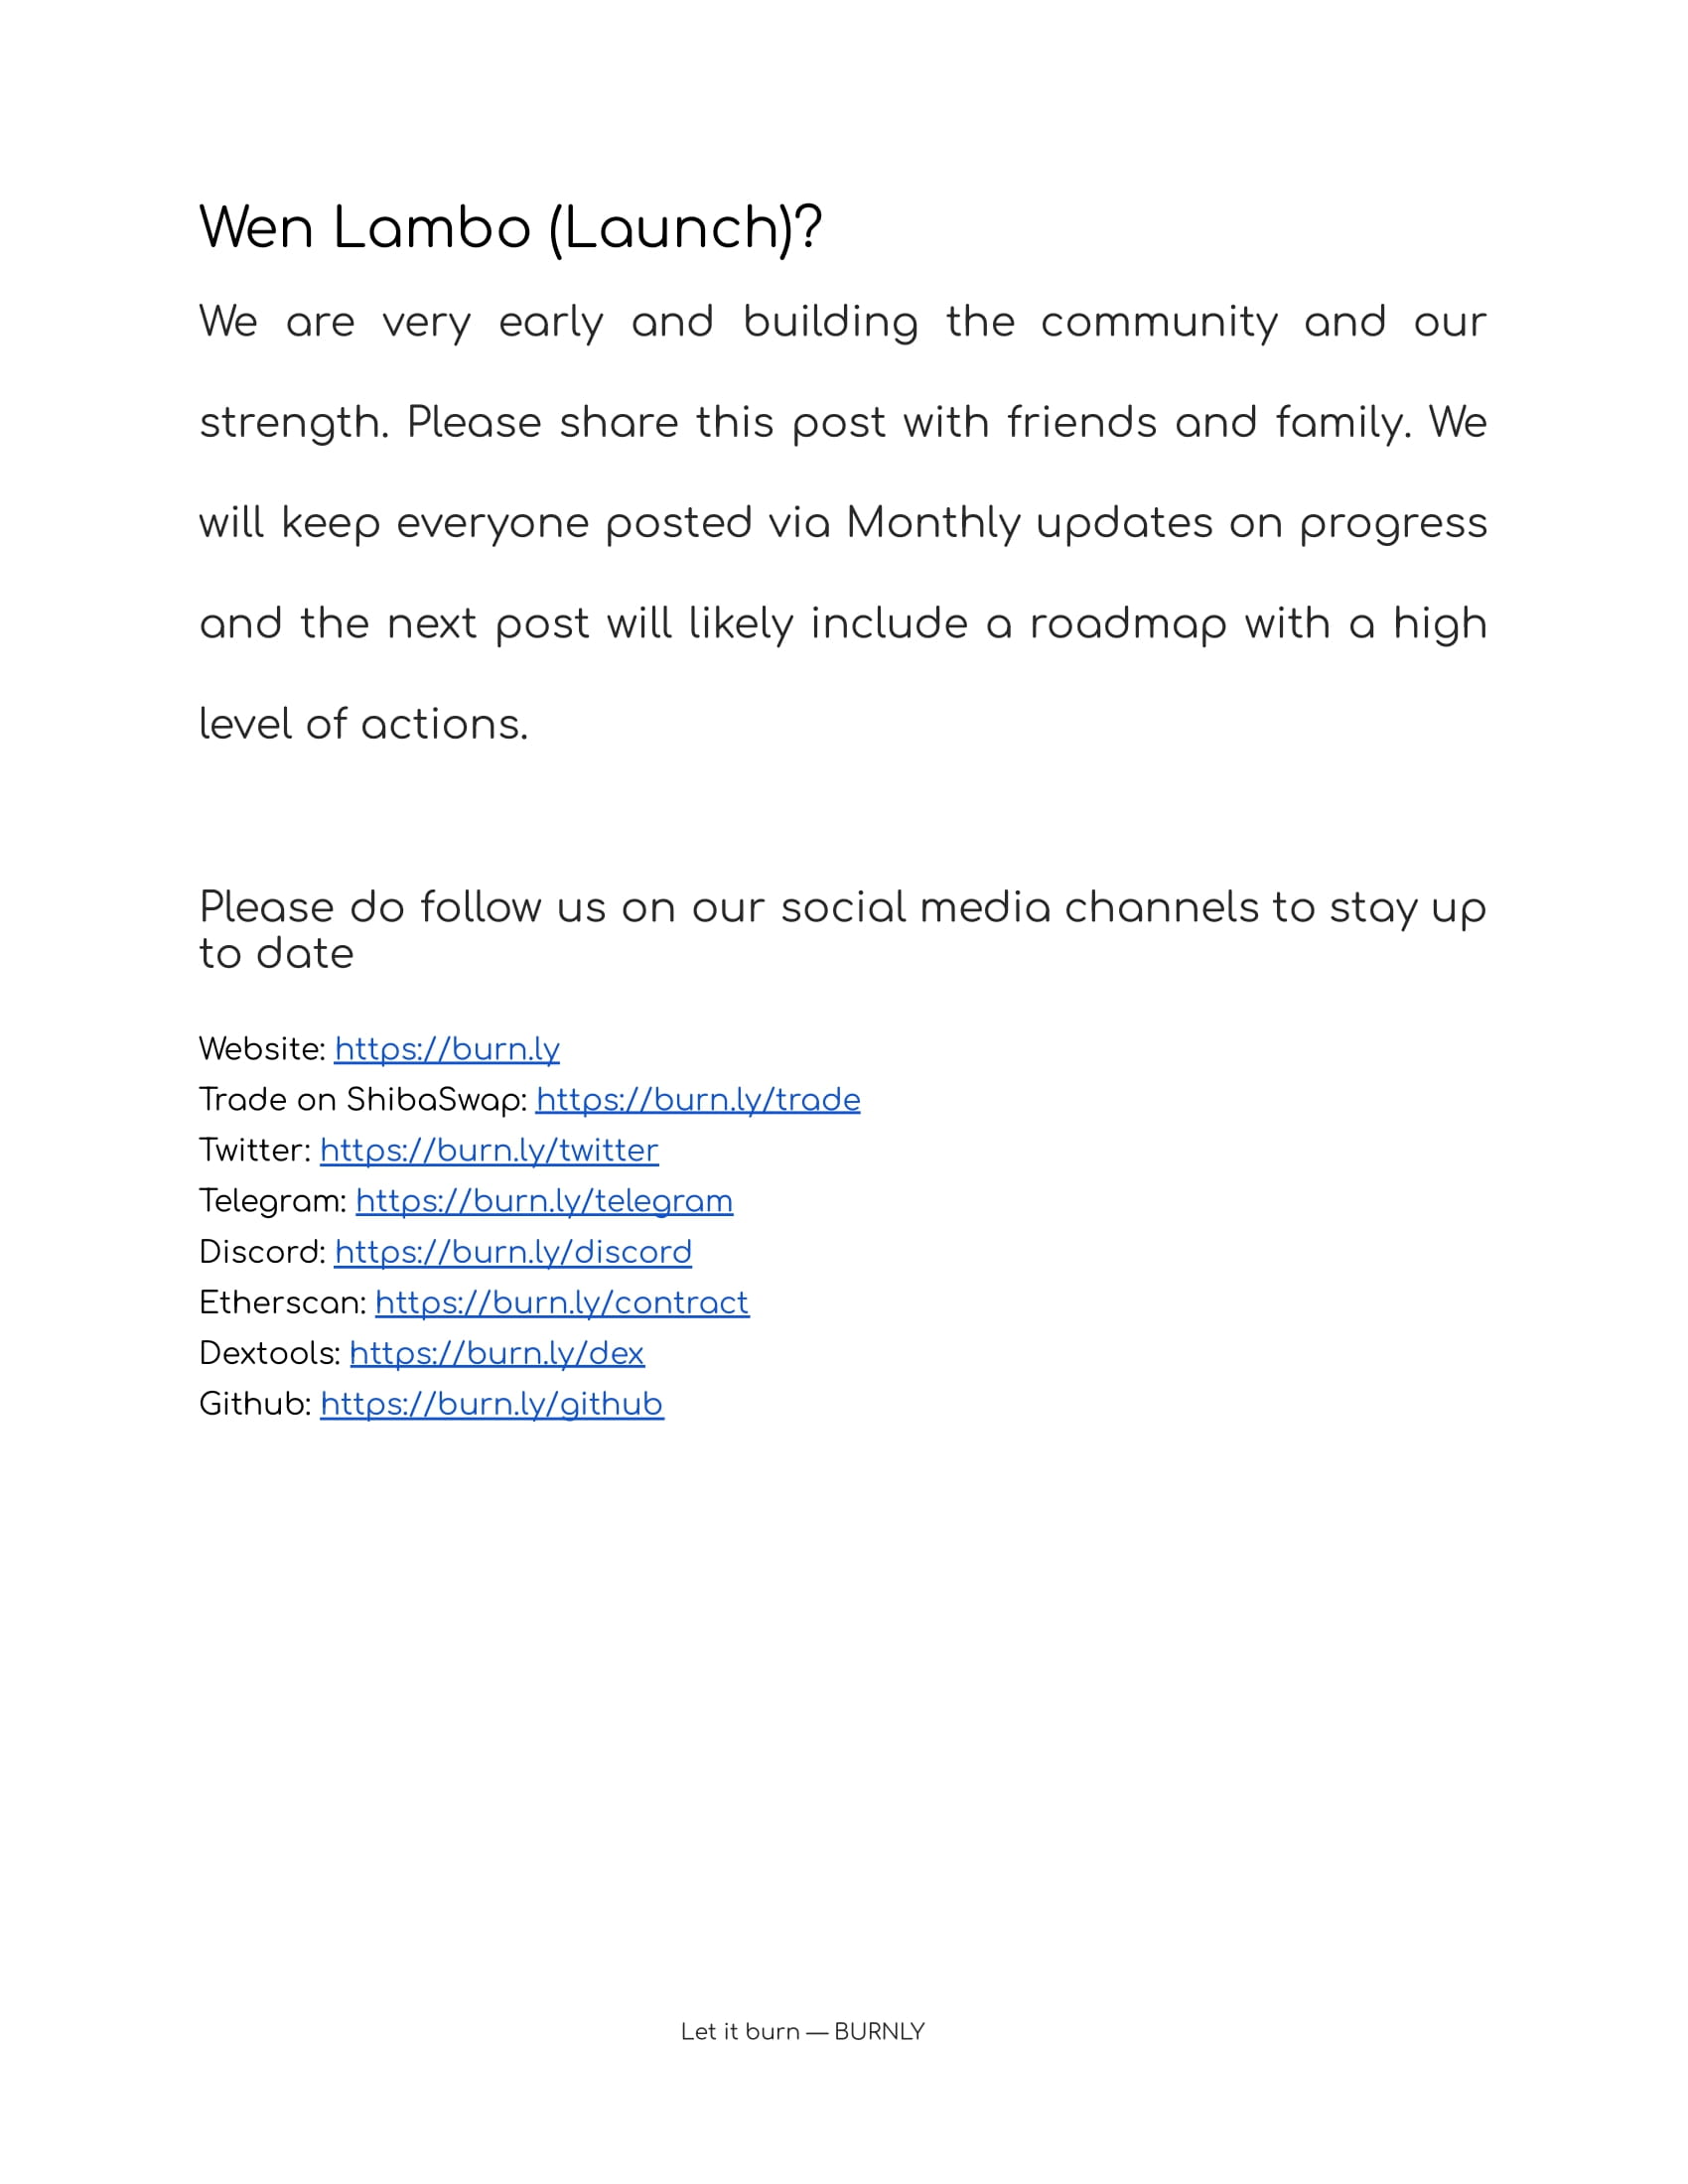 Wen Lambo (Launch)?
We are very early and building the community and our
strength. Please share this post with friends and family. We
will keep everyone posted via Monthly updates on progress
and the next post will likely include a roadmap with a high
level of actions.
Please do follow us on our social media channels to stay up
to date
Website: https://burn.ly
Trade on ShibaSwap: https://burn.ly/trade
Twitter: https://burn.ly/twitter
Telegram: https://burn.ly/telegram
Discord: https://burn.ly/discord
Etherscan: https://burn.ly/contract
Dextools: https://burn.ly/dex
Github: https://burn.ly/github
Let it burn — BURNLY